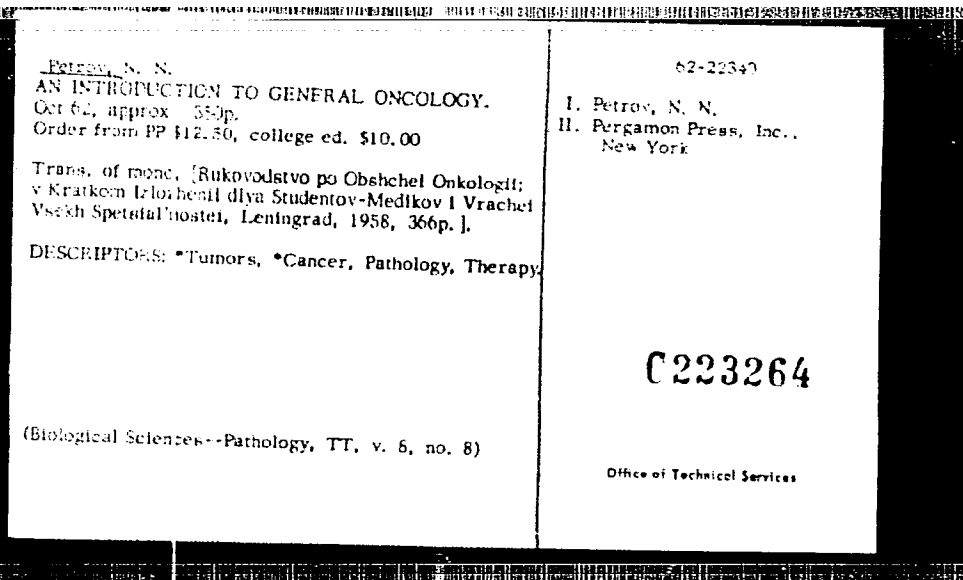 Petrov, N. N.
AN INTRODUCTION TO GENERAL ONCOLOGY.
Oct 62, approx 350p.
Order from PP $12.50, college ed. $10.00
Trans. of mono. [Rukovodstvo po Obshchei Onkologii;
v Kratkom Izlozhenii dlya Studentov-Medikov i Vrachei
Vsekh Spetsial'nostei, Leningrad, 1958, 366p.].
DESCRIPTORS: *Tumors, *Cancer, Pathology, Therapy.
(Biological Sciences--Pathology, TT, v. 8, no. 8)
62-22340
I. Petrov, N. N.
II. Pergamon Press, Inc.,
New York
C223264
Office of Technical Services